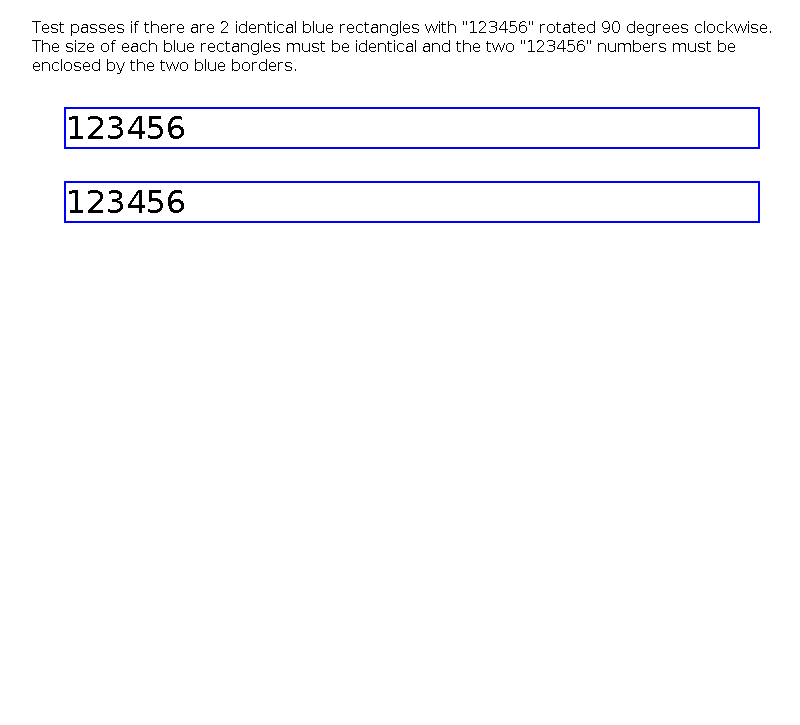 Test passes if there are 2 identical blue rectangles with "123456" rotated 90 degrees clockwise.
The size of each blue rectangles must be identical and the two "123456" numbers must be
enclosed by the two blue borders.
123456
123456